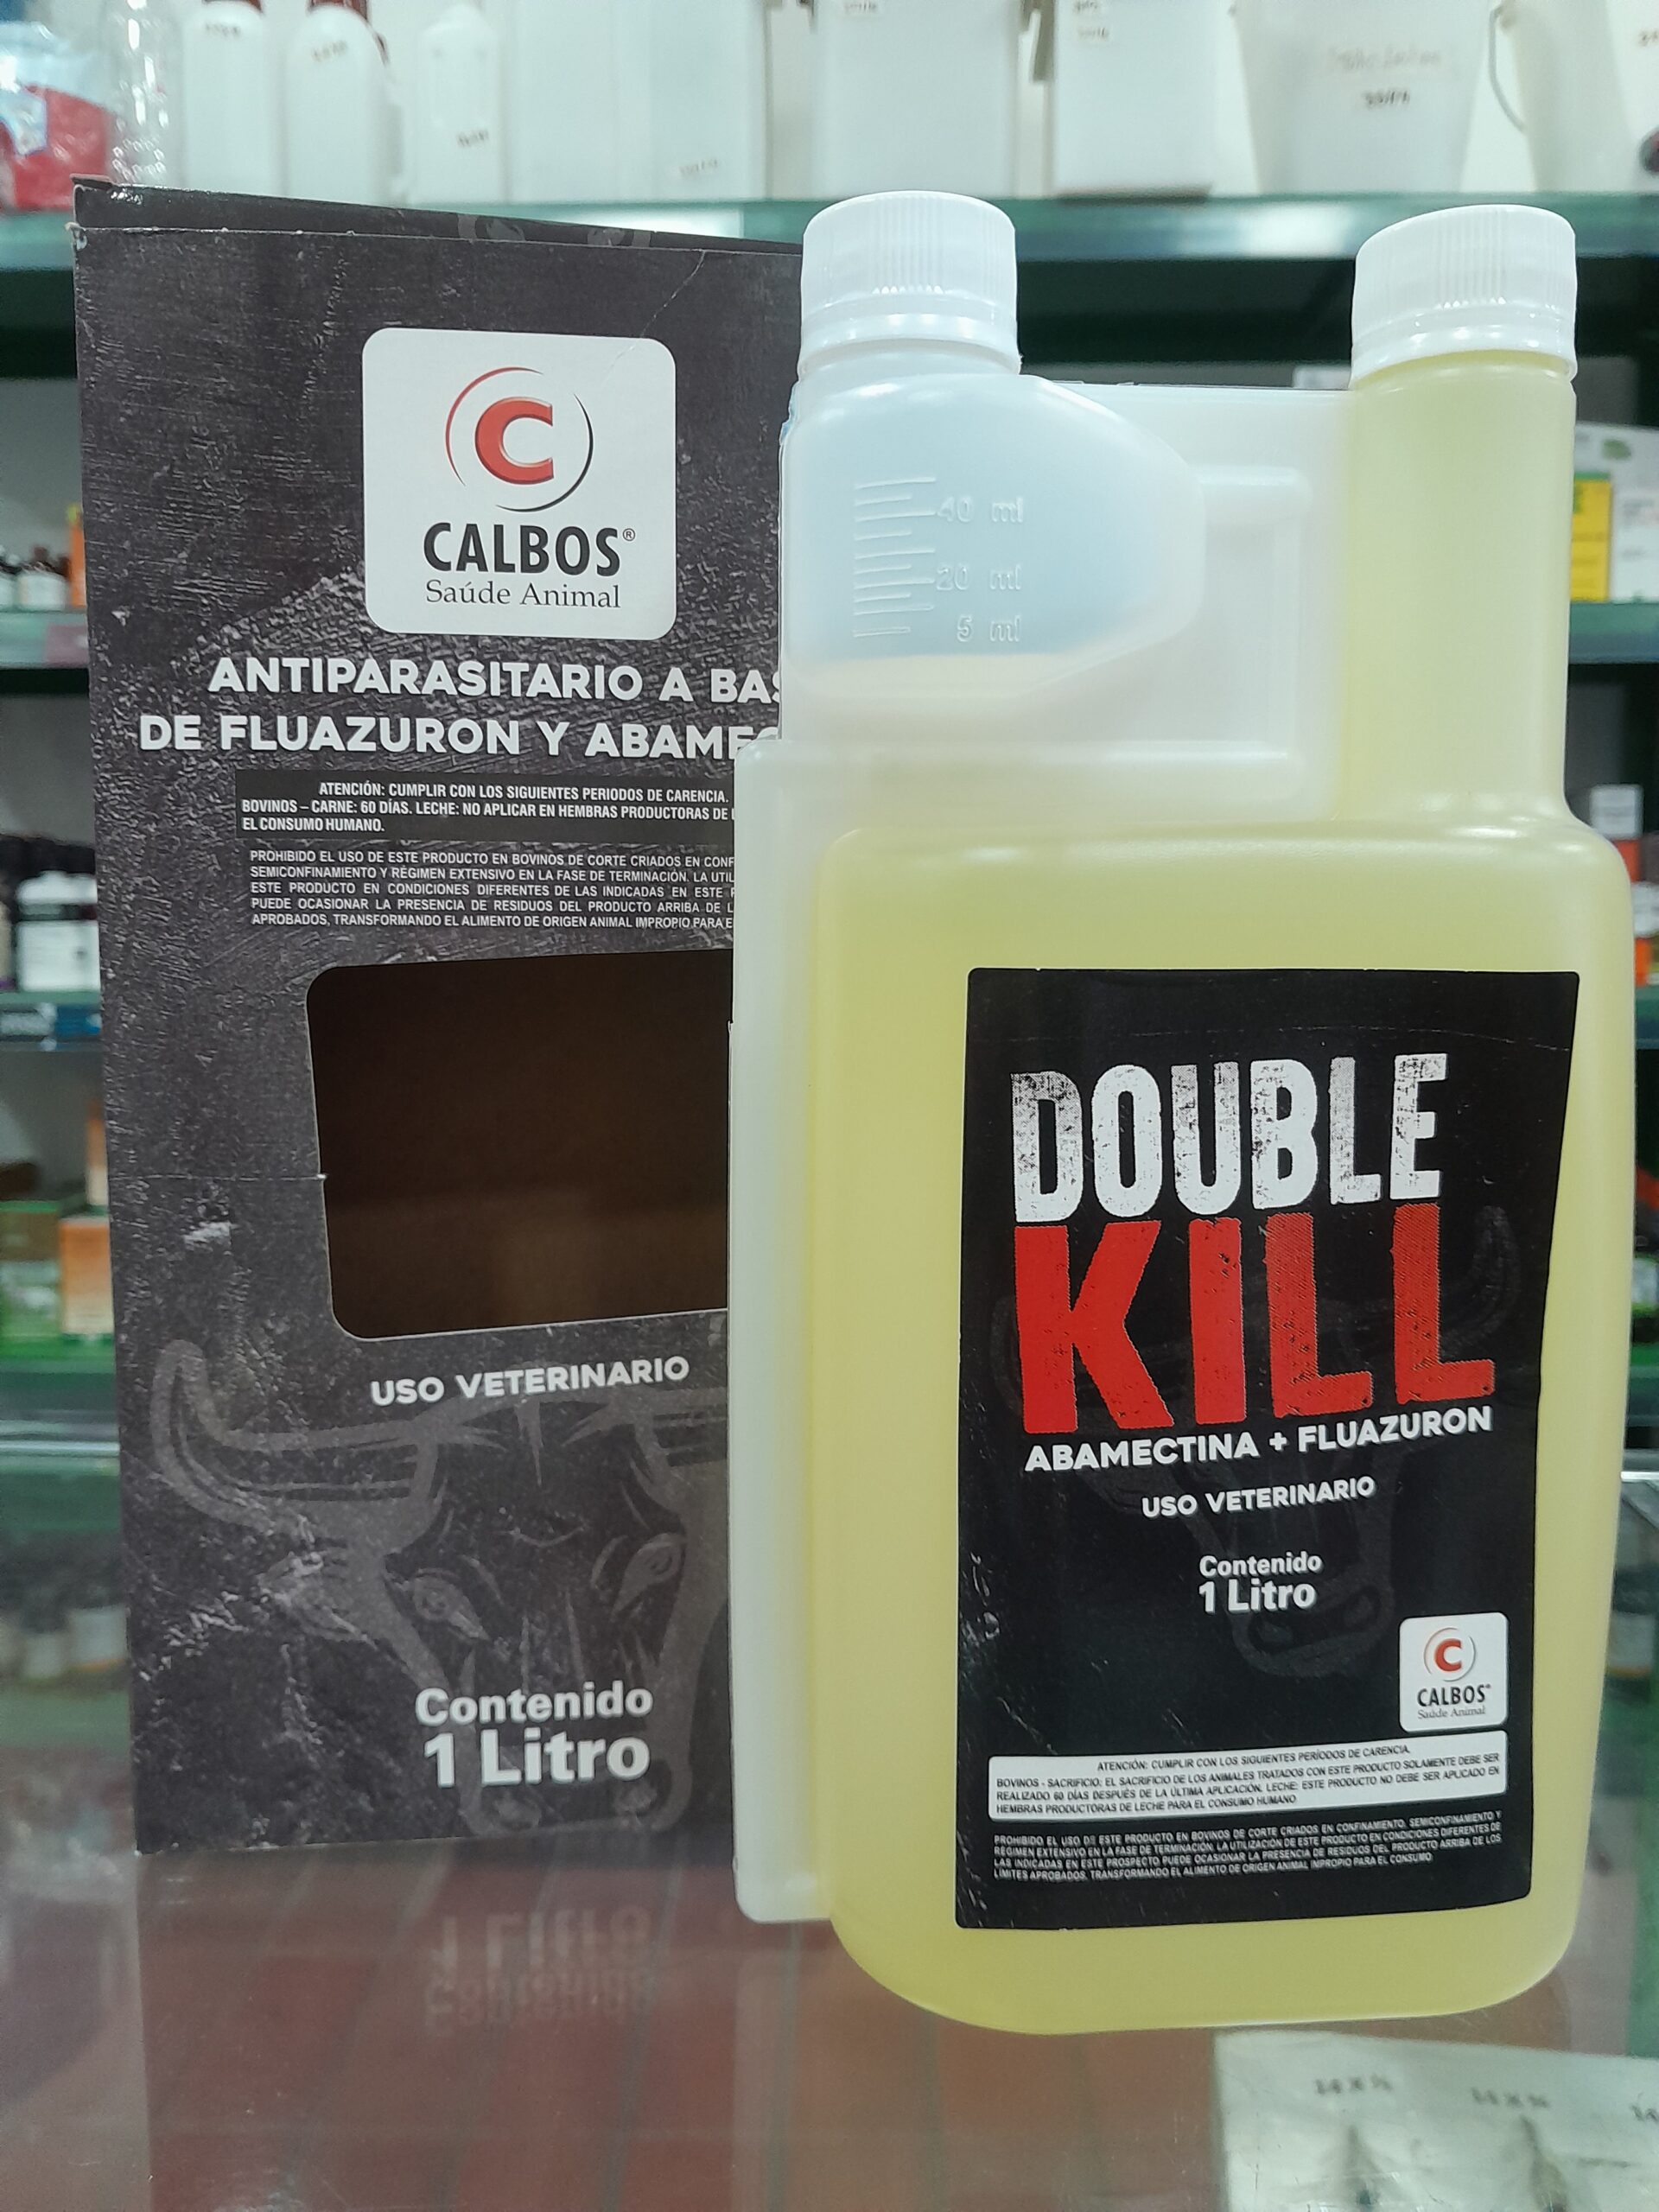 C
CALBOS®
Saúde Animal
ANTIPARASITARIO A BAS
DE FLUAZURON Y ABAMEC
ATENCIÓN: CUMPLIR CON LOS SIGUIENTES PERIODOS DE CARENCIA.
BOVINOS – CARNE: 60 DÍAS. LECHE: NO APLICAR EN HEMBRAS PRODUCTORAS DE
EL CONSUMO HUMANO.
PROHIBIDO EL USO DE ESTE PRODUCTO EN BOVINOS DE CORTE CRIADOS EN CONF
SEMICONFINAMIENTO Y RÉGIMEN EXTENSIVO EN LA FASE DE TERMINACIÓN. LA UTIL
ESTE PRODUCTO EN CONDICIONES DIFERENTES DE LAS INDICADAS EN ESTE
PUEDE OCASIONAR LA PRESENCIA DE RESIDUOS DEL PRODUCTO ARRIBA DE
APROBADOS, TRANSFORMANDO EL ALIMENTO DE ORIGEN ANIMAL IMPROPIO PARA
USO VETERINARIO
Contenido
1 Litro
40 ml
20 ml
5 ml
DOUBLE
KILL
ABAMECTINA + FLUAZURON
USO VETERINARIO
Contenido
1 Litro
C
CALBOS®
Saúde Animal
ATENCIÓN: CUMPLIR CON LOS SIGUIENTES PERÍODOS DE CARENCIA.
BOVINOS - SACRIFICIO: EL SACRIFICIO DE LOS ANIMALES TRATADOS CON ESTE PRODUCTO SOLAMENTE DEBE SER
REALIZADO 60 DÍAS DESPUÉS DE LA ÚLTIMA APLICACIÓN. LECHE: ESTE PRODUCTO NO DEBE SER APLICADO EN
HEMBRAS PRODUCTORAS DE LECHE PARA EL CONSUMO HUMANO
PROHIBIDO EL USO DE ESTE PRODUCTO EN BOVINOS DE CORTE CRIADOS EN CONFINAMIENTO, SEMICONFINAMIENTO Y
RÉGIMEN EXTENSIVO EN LA FASE DE TERMINACIÓN. LA UTILIZACIÓN DE ESTE PRODUCTO EN CONDICIONES DIFERENTES DE
LAS INDICADAS EN ESTE PROSPECTO PUEDE OCASIONAR LA PRESENCIA DE RESIDUOS DEL PRODUCTO ARRIBA DE LOS
LÍMITES APROBADOS, TRANSFORMANDO EL ALIMENTO DE ORIGEN ANIMAL IMPROPIO PARA EL CONSUMO